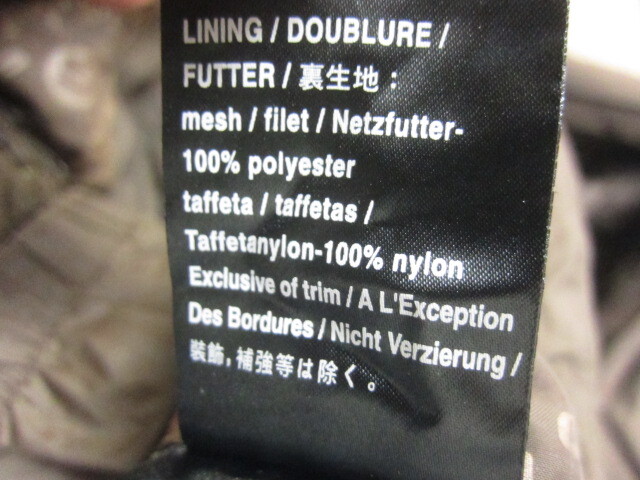 LINING / DOUBLURE /
FUTTER / 裏生地：
mesh / filet / Netzfutter-
100% polyester
taffeta / taffetas /
Taffetanylon-100% nylon
Exclusive of trim / A L'Exception
Des Bordures / Nicht Verzierung /
装飾，補強等は除く。